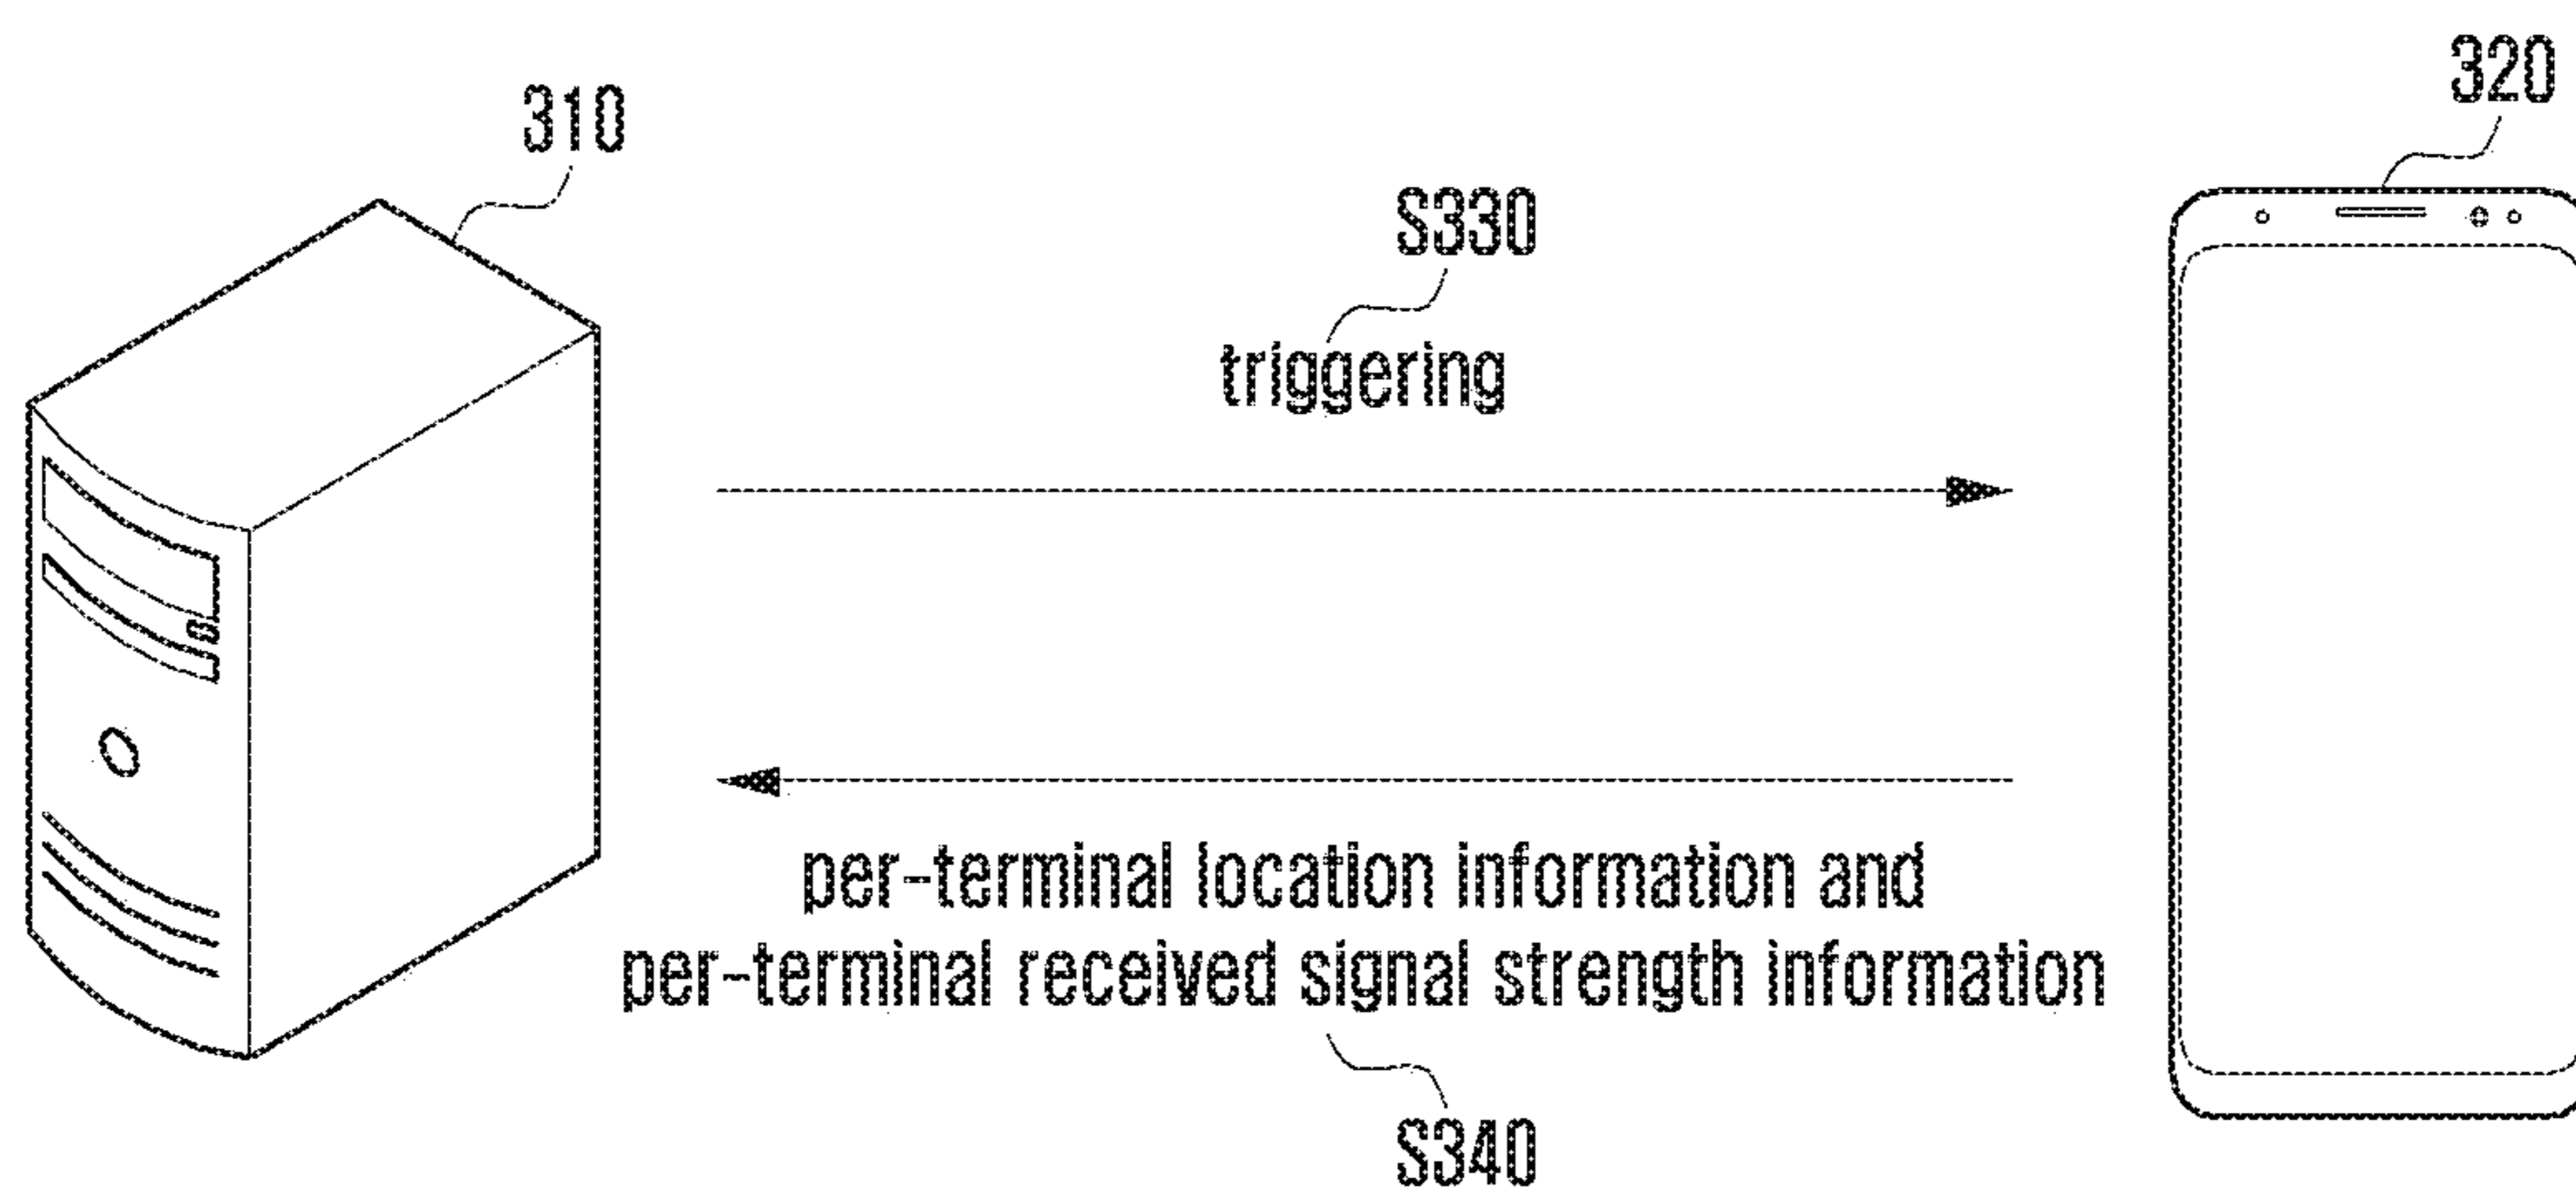 320
310
S330
triggering
per-terminal location information and
per-terminal received signal strength information
S340